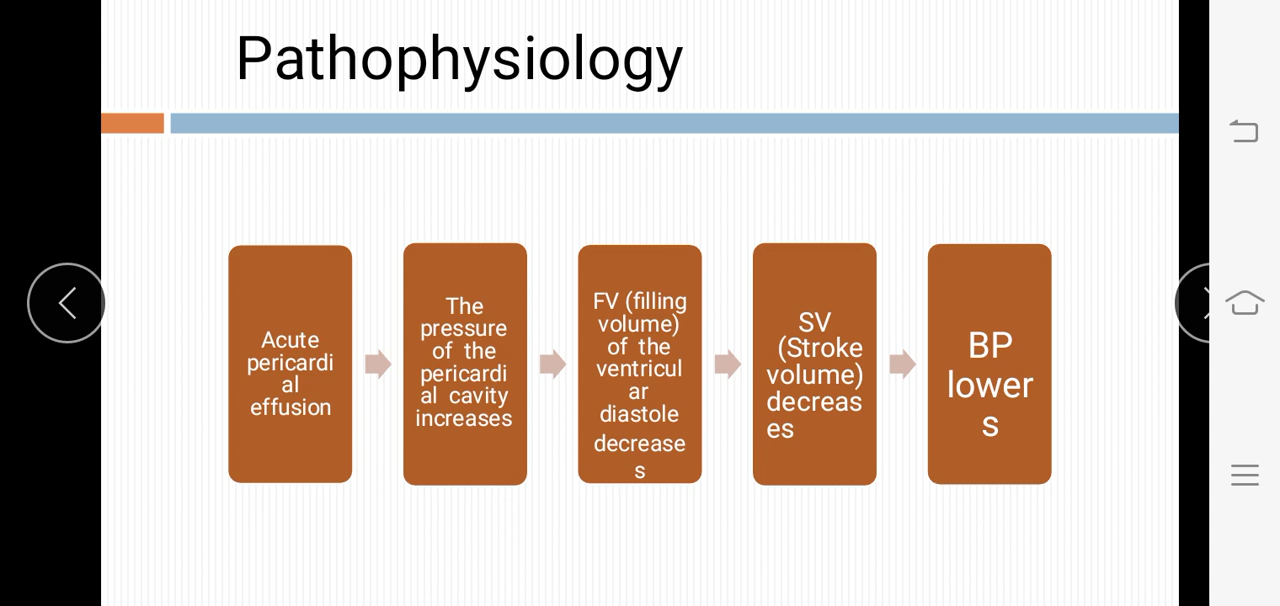 Pathophysiology
Acute
pericardi
al
effusion
The
pressure
of the
pericardi
al cavity
increases
FV (filling
volume)
of the
ventricul
ar
diastole
decrease
s
SV
(Stroke
volume)
decreas
es
BP
lower
s